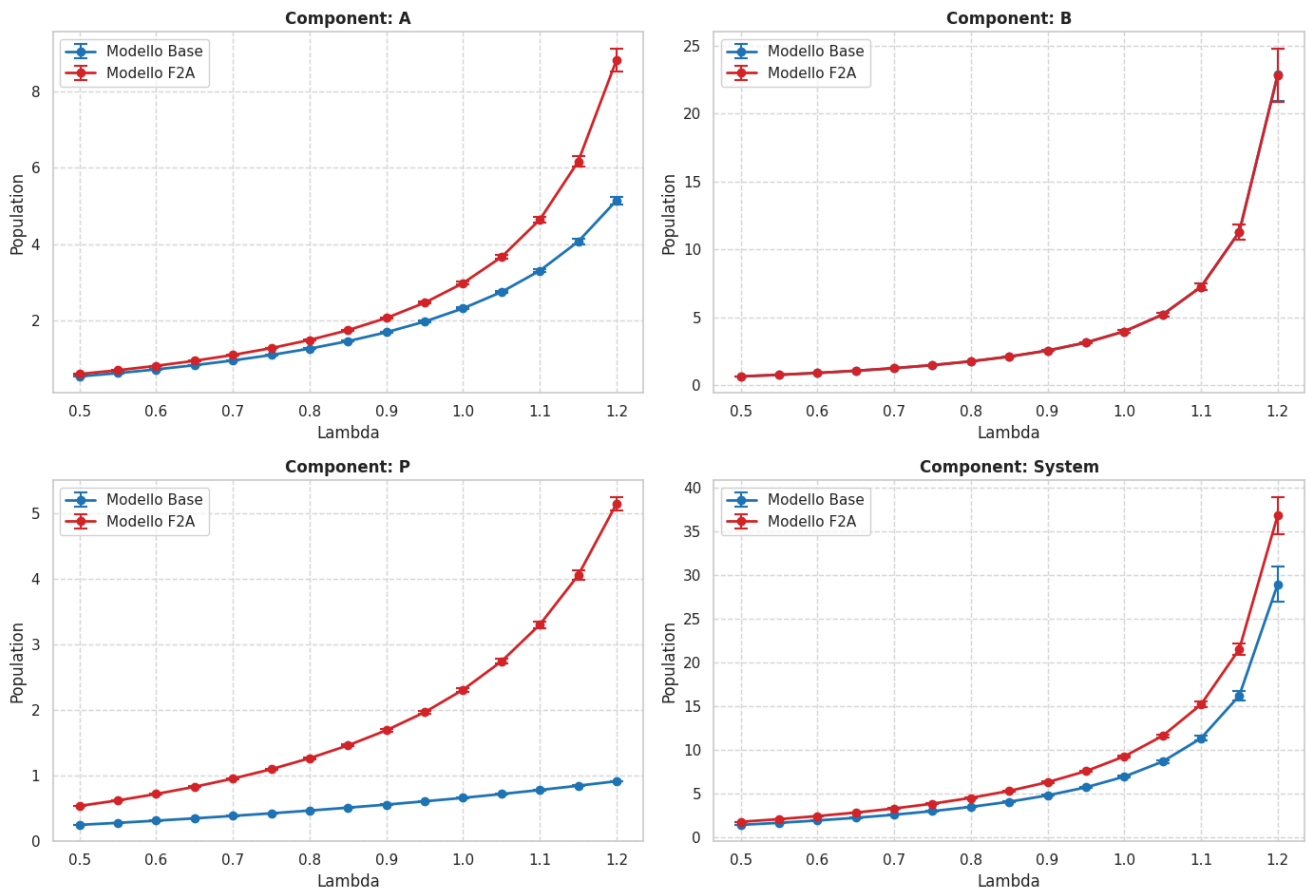 Component: A
Population
8
6
4
2
Modello Base
Modello F2A
0.5 0.6 0.7 0.8 0.9 1.0 1.1 1.2
Lambda
Component: B
Population
25
20
15
10
5
0
Modello Base
Modello F2A
0.5 0.6 0.7 0.8 0.9 1.0 1.1 1.2
Lambda
Component: P
Population
5
4
3
2
1
0
Modello Base
Modello F2A
0.5 0.6 0.7 0.8 0.9 1.0 1.1 1.2
Lambda
Component: System
Population
40
35
30
25
20
15
10
5
0
Modello Base
Modello F2A
0.5 0.6 0.7 0.8 0.9 1.0 1.1 1.2
Lambda